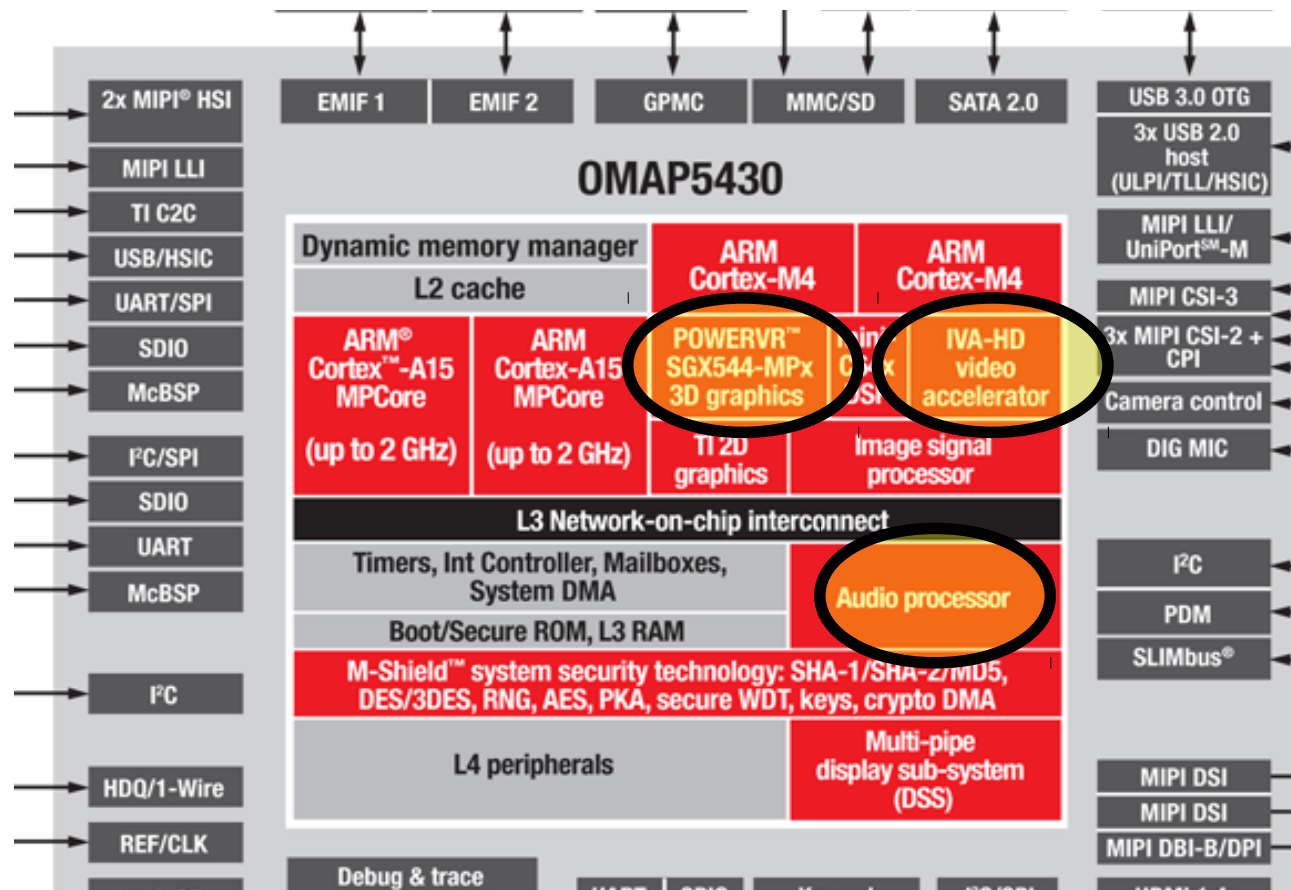 2x MIPI® HSI
MIPI LLI
TI C2C
USB/HSIC
UART/SPI
SDIO
McBSP
I²C/SPI
SDIO
UART
McBSP
I²C
HDQ/1-Wire
REF/CLK
EMIF 1
EMIF 2
GPMC
MMC/SD
SATA 2.0
OMAP5430
Dynamic memory manager
L2 cache
ARM
Cortex-M4
ARM
Cortex-M4
ARM®
Cortex™-A15
MPCore
(up to 2 GHz)
ARM
Cortex-A15
MPCore
(up to 2 GHz)
POWERVR™
SGX544-MPx
3D graphics
IVA-HD
video
accelerator
TI 2D
graphics
Image signal
processor
L3 Network-on-chip interconnect
Timers, Int Controller, Mailboxes,
System DMA
Boot/Secure ROM, L3 RAM
Audio processor
M-Shield™ system security technology: SHA-1/SHA-2/MD5,
DES/3DES, RNG, AES, PKA, secure WDT, keys, crypto DMA
L4 peripherals
Multi-pipe
display sub-system
(DSS)
Debug & trace
USB 3.0 OTG
3x USB 2.0
host
(ULPI/TLL/HSIC)
MIPI LLI/
UniPort℠-M
MIPI CSI-3
3x MIPI CSI-2 +
CPI
Camera control
DIG MIC
I²C
PDM
SLIMbus®
MIPI DSI
MIPI DSI
MIPI DBI-B/DPI